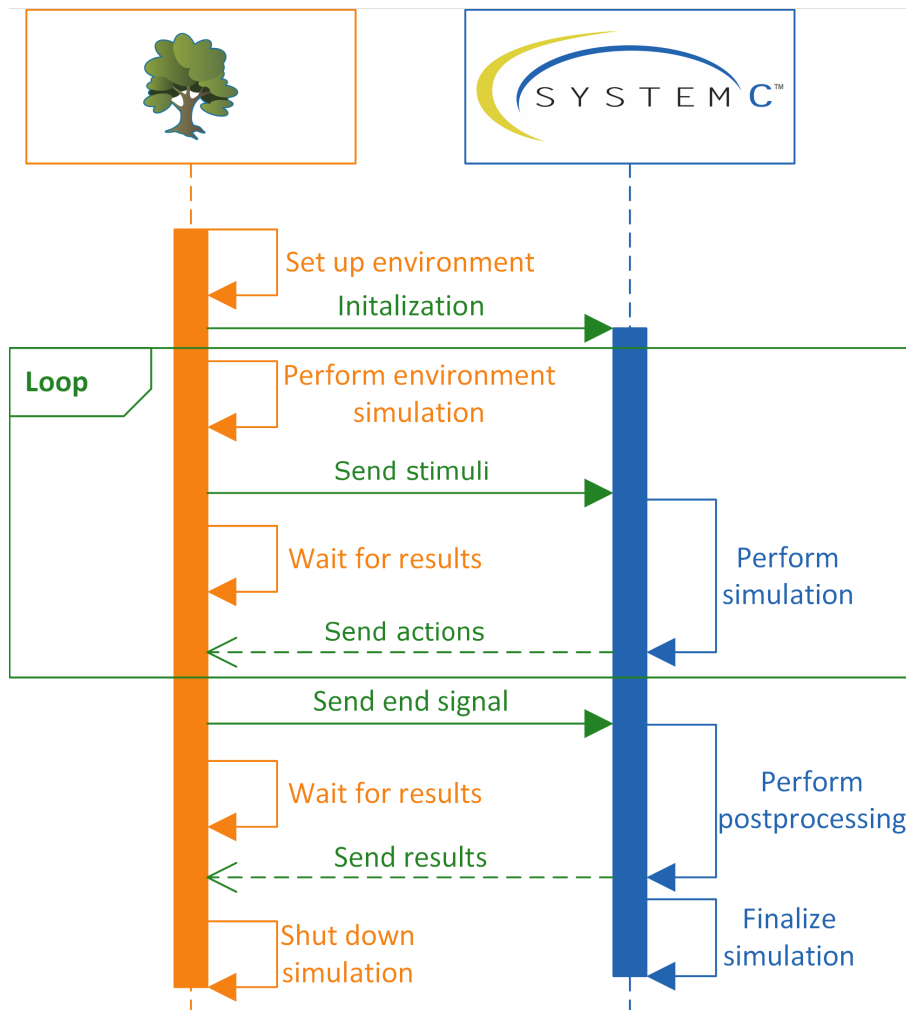 SYSTEM C™
Set up environment
Initalization
Loop
Perform environment
simulation
Send stimuli
Wait for results
Perform
simulation
Send actions
Send end signal
Wait for results
Perform
postprocessing
Send results
Shut down
simulation
Finalize
simulation